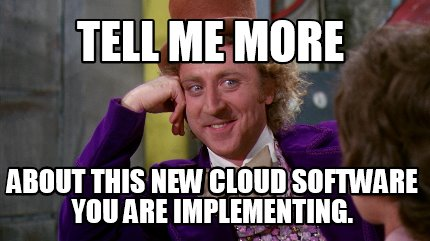 TELL ME MORE
ABOUT THIS NEW CLOUD SOFTWARE
YOU ARE IMPLEMENTING.